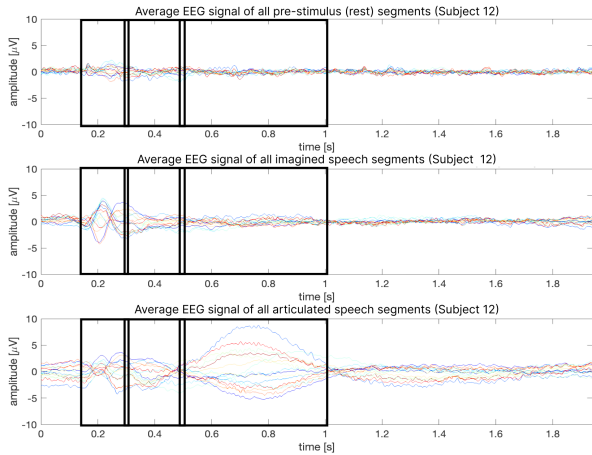 Average EEG signal of all pre-stimulus (rest) segments (Subject 12)
amplitude [µV]
10
5
0
-5
-10
0 0.2 0.4 0.6 0.8 1 1.2 1.4 1.6 1.8
time [s]
Average EEG signal of all imagined speech segments (Subject 12)
amplitude [µV]
10
5
0
-5
-10
0 0.2 0.4 0.6 0.8 1 1.2 1.4 1.6 1.8
time [s]
Average EEG signal of all articulated speech segments (Subject 12)
amplitude [µV]
10
5
0
-5
-10
0 0.2 0.4 0.6 0.8 1 1.2 1.4 1.6 1.8
time [s]